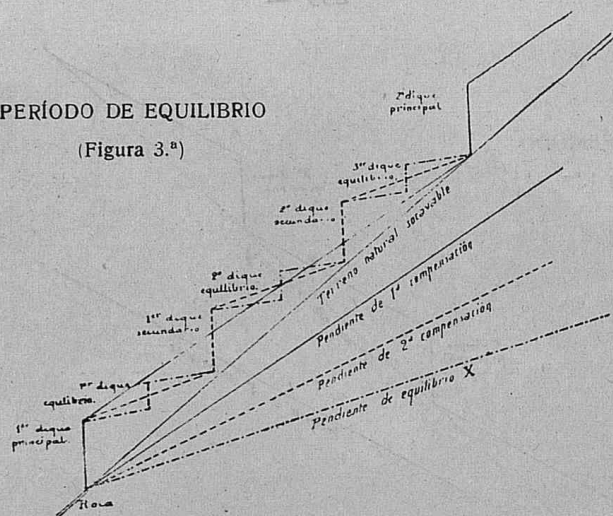 PERÍODO DE EQUILIBRIO
(Figura 3.ª)
2º dique
principal
3er dique
equilibrio
2º dique
secundario
2º dique
equilibrio
1er dique
secundario
1er dique
equlibrio
1er dique
principal
Terreno natural socavable
Pendiente de 1ª compensación
Pendiente de 2ª compensación
Pendiente de equilibrio X